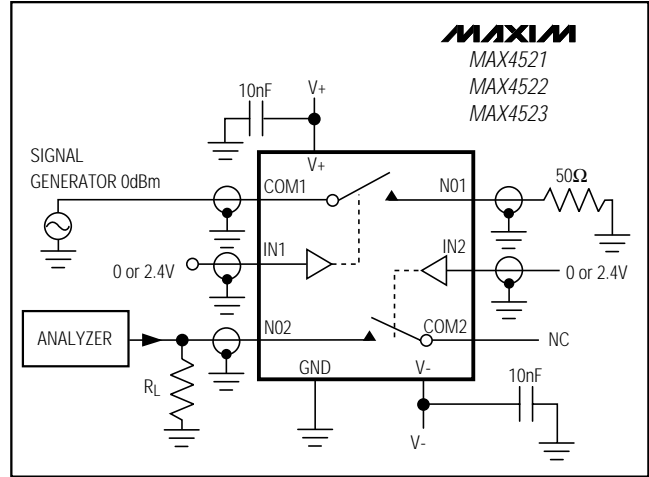 MAXIM
MAX4521
MAX4522
MAX4523
10nF
V+
V+
SIGNAL
GENERATOR 0dBm
COM1
N01
50Ω
IN1
IN2
0 or 2.4V
0 or 2.4V
ANALYZER
N02
COM2
NC
RL
GND
V-
10nF
V-